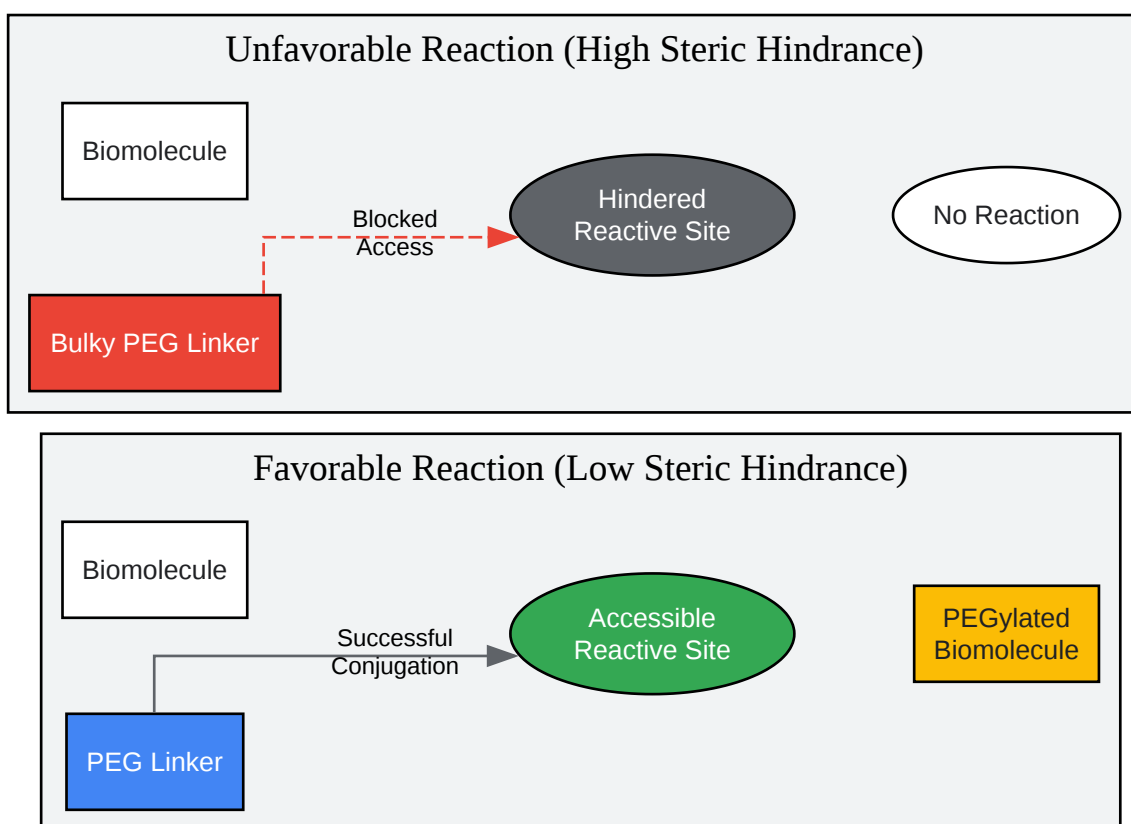 Unfavorable Reaction (High Steric Hindrance)
Biomolecule
Blocked
Access
Hindered
Reactive Site
No Reaction
Bulky PEG Linker
Favorable Reaction (Low Steric Hindrance)
Biomolecule
Successful
Conjugation
Accessible
Reactive Site
PEGylated
Biomolecule
PEG Linker